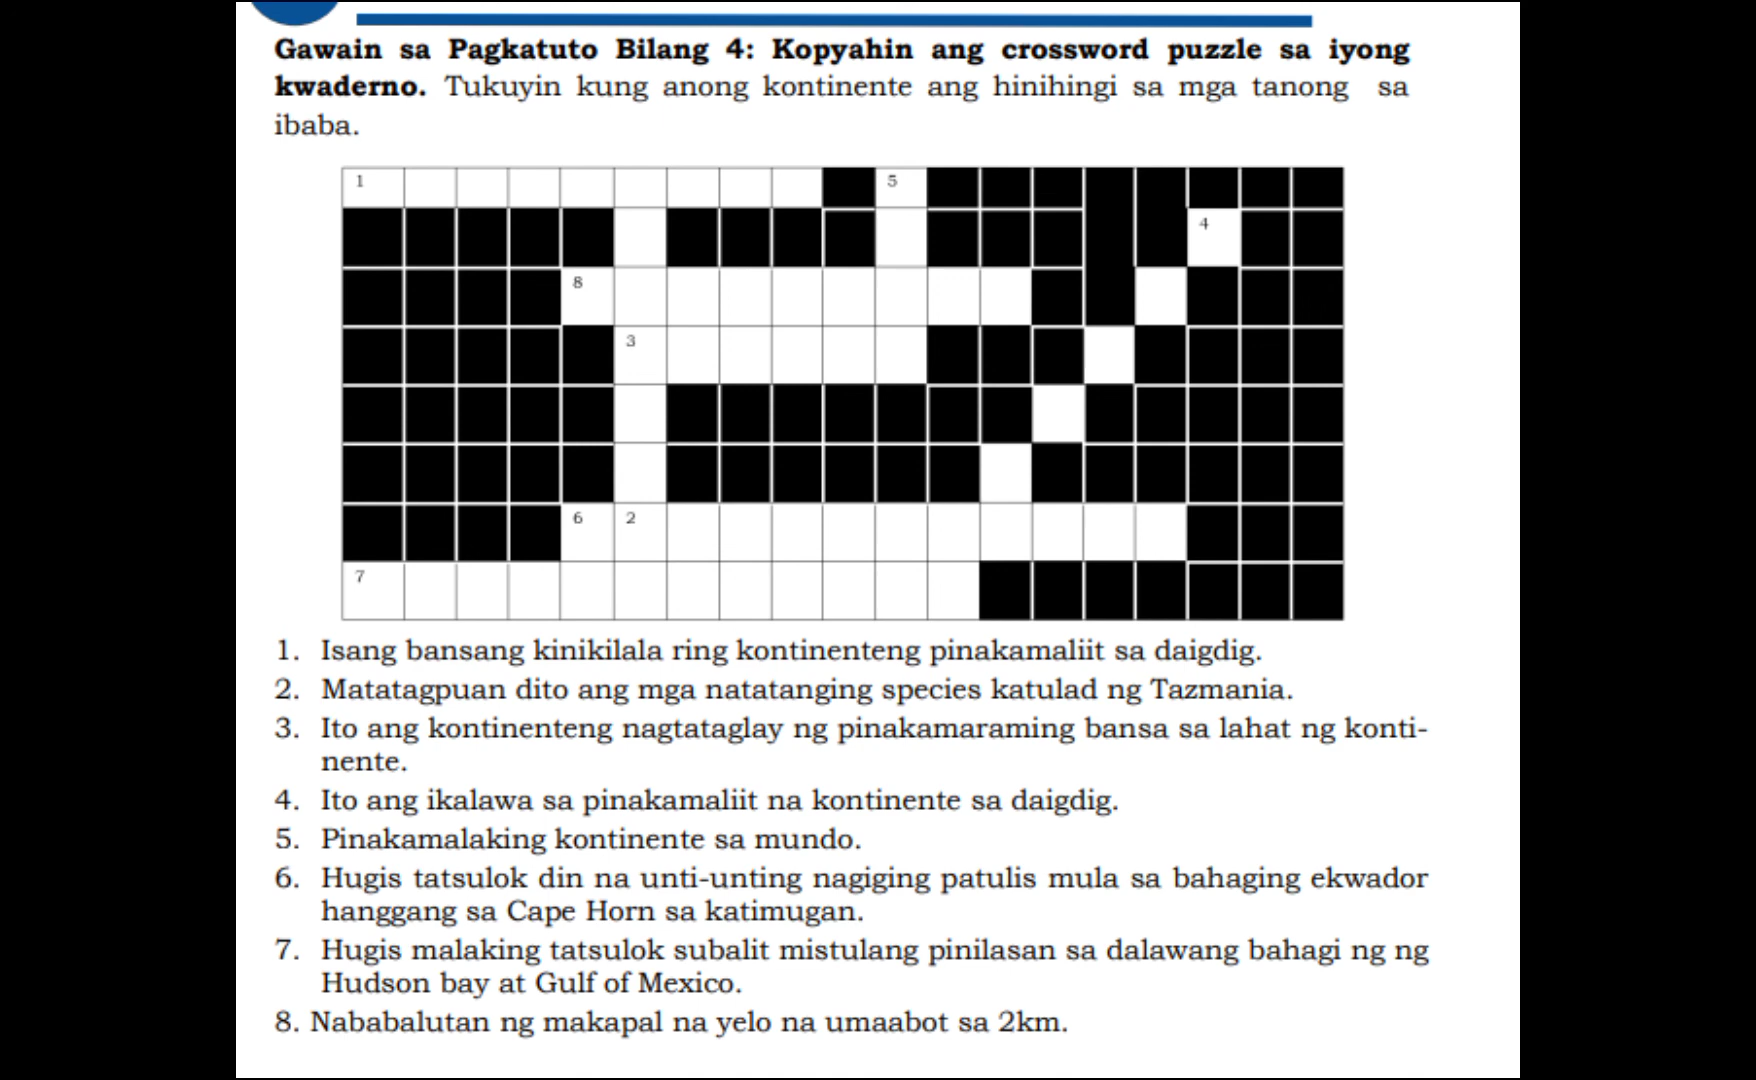 Gawain sa Pagkatuto Bilang 4: Kopyahin ang crossword puzzle sa iyong
kwaderno. Tukuyin kung anong kontinente ang hinihingi sa mga tanong sa
ibaba.
1
5
4
8
3
6 2
7
1. Isang bansang kinikilala ring kontinenteng pinakamaliit sa daigdig.
2. Matatagpuan dito ang mga natatanging species katulad ng Tazmania.
3. Ito ang kontinenteng nagtataglay ng pinakamaraming bansa sa lahat ng konti-
nente.
4. Ito ang ikalawa sa pinakamaliit na kontinente sa daigdig.
5. Pinakamalaking kontinente sa mundo.
6. Hugis tatsulok din na unti-unting nagiging patulis mula sa bahaging ekwador
hanggang sa Cape Horn sa katimugan.
7. Hugis malaking tatsulok subalit mistulang pinilasan sa dalawang bahagi ng ng
Hudson bay at Gulf of Mexico.
8. Nababalutan ng makapal na yelo na umaabot sa 2km.